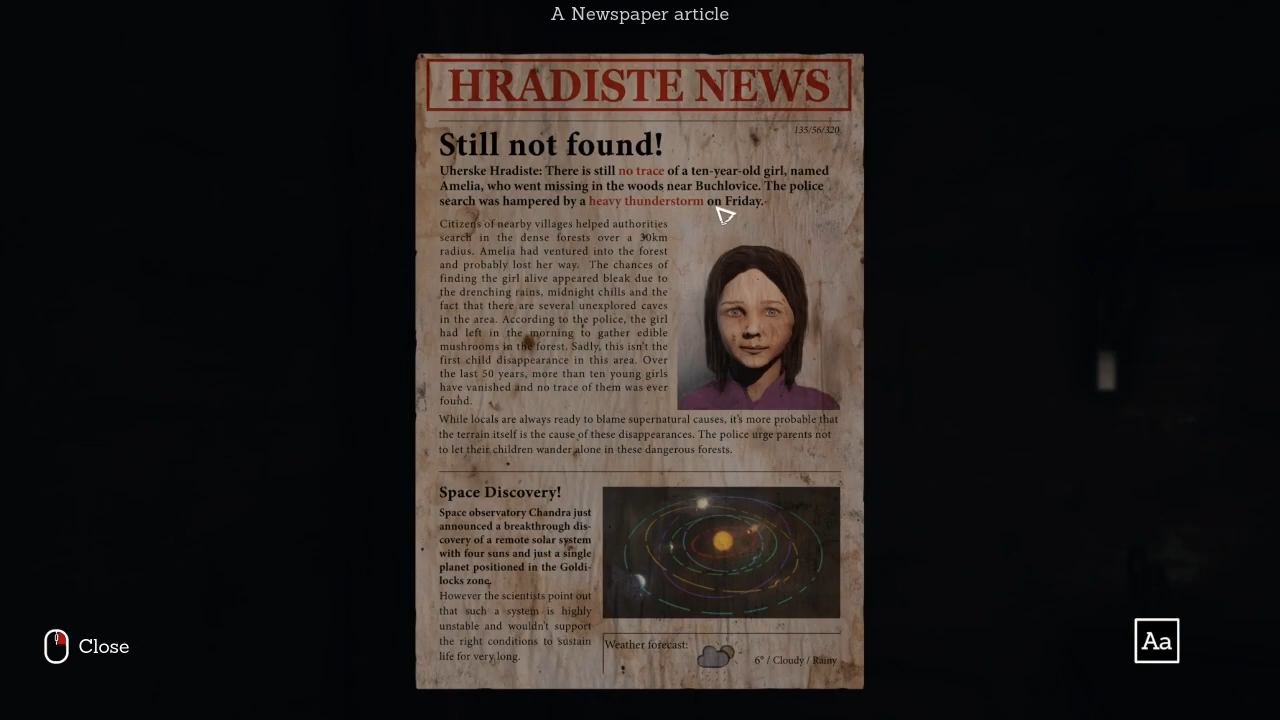 A Newspaper article
HRADISTE NEWS
135/56/320
Still not found!
Uherske Hradiste: There is still no trace of a ten-year-old girl, named
Amelia, who went missing in the woods near Buchlovice. The police
search was hampered by a heavy thunderstorm on Friday.
Citizens of nearby villages helped authorities
search in the dense forests over a 30km
radius. Amelia had ventured into the forest
and probably lost her way. The chances of
finding the girl alive appeared bleak due to
the drenching rains, midnight chills and the
fact that there are several unexplored caves
in the area. According to the police, the girl
had left in the morning to gather edible
mushrooms in the forest. Sadly, this isn't the
first child disappearance in this area. Over
the last 50 years, more than ten young girls
have vanished and no trace of them was ever
found.
While locals are always ready to blame supernatural causes, it's more probable that
the terrain itself is the cause of these disappearances. The police urge parents not
to let their children wander alone in these dangerous forests.
Space Discovery!
Space observatory Chandra just
announced a breakthrough dis-
covery of a remote solar system
with four suns and just a single
planet positioned in the Goldi-
locks zone.
However the scientists point out
that such a system is highly
unstable and wouldn't support
the right conditions to sustain
life for very long.
Weather forecast:
6° / Cloudy / Rainy
Close
Aa